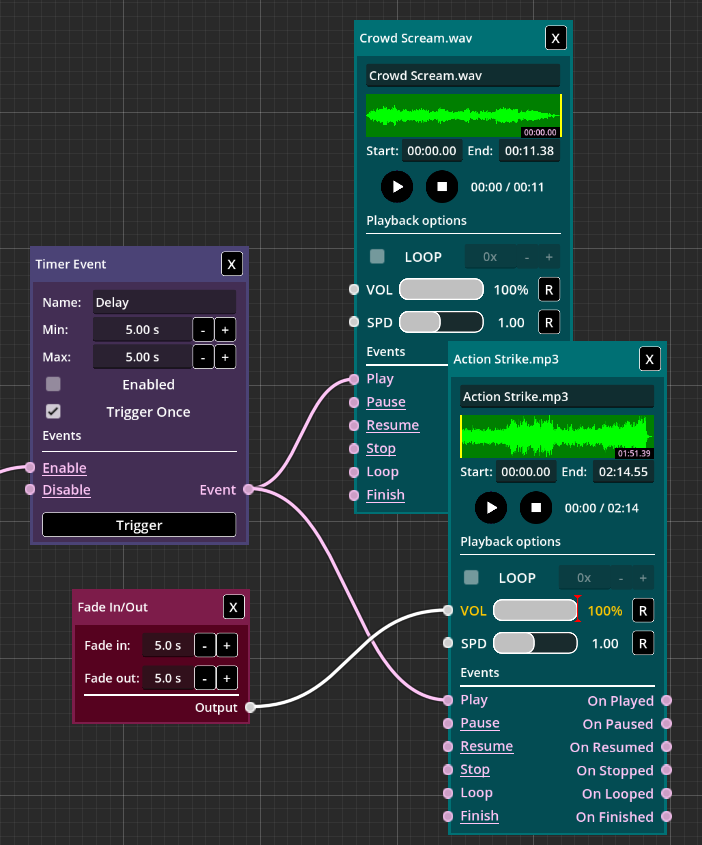 Crowd Scream.wav X
Crowd Scream.wav
00:00.00
Start: 00:00.00 End: 00:11.38
00:00 / 00:11
Playback options
LOOP 0x - +
VOL 100% R
SPD 1.00 R
Events
Play
Pause
Resume
Stop
Loop
Finish
Timer Event X
Name: Delay
Min: 5.00 s - +
Max: 5.00 s - +
Enabled
Trigger Once
Events
Enable
Disable Event
Trigger
Action Strike.mp3 X
Action Strike.mp3
01:51.39
Start: 00:00.00 End: 02:14.55
00:00 / 02:14
Playback options
LOOP 0x - +
VOL 100% R
SPD 1.00 R
Events
Play On Played
Pause On Paused
Resume On Resumed
Stop On Stopped
Loop On Looped
Finish On Finished
Fade In/Out X
Fade in: 5.0 s - +
Fade out: 5.0 s - +
Output